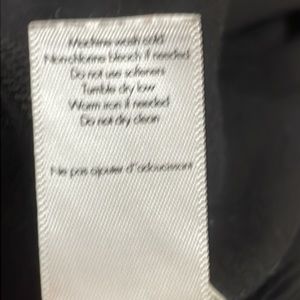 Machine wash cold
Non-chlorine bleach if needed
Do not use softeners
Tumble dry low
Warm iron if needed
Do not dry clean
Ne pas ajouter d'adoucissant